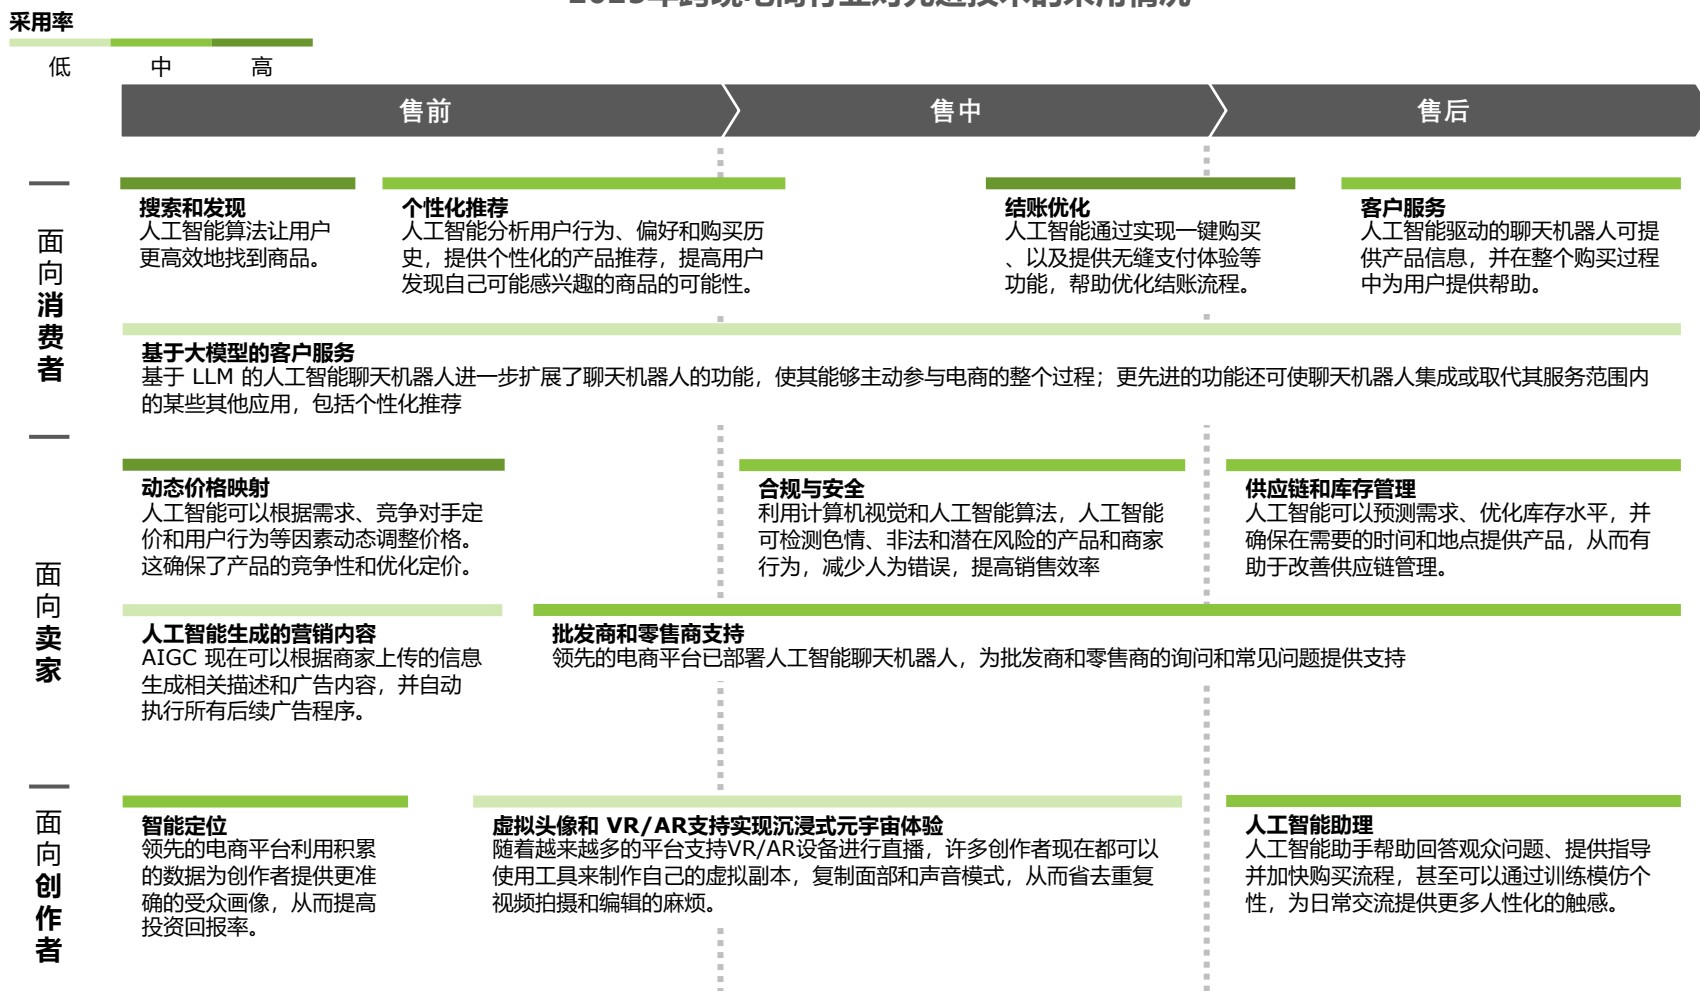 采用率
低
中
高
售前
售中
售后
面向消费者
搜索和发现
人工智能算法让用户
更高效地找到商品。
个性化推荐
人工智能分析用户行为、偏好和购买历
史，提供个性化的产品推荐，提高用户
发现自己可能感兴趣的商品的可能性。
结账优化
人工智能通过实现一键购买
、以及提供无缝支付体验等
功能，帮助优化结账流程。
客户服务
人工智能驱动的聊天机器人可提
供产品信息，并在整个购买过程
中为用户提供帮助。
基于大模型的客户服务
基于 LLM 的人工智能聊天机器人进一步扩展了聊天机器人的功能，使其能够主动参与电商的整个过程；更先进的功能还可使聊天机器人集成或取代其服务范围内
的某些其他应用，包括个性化推荐
面向卖家
动态价格映射
人工智能可以根据需求、竞争对手定
价和用户行为等因素动态调整价格。
这确保了产品的竞争性和优化定价。
合规与安全
利用计算机视觉和人工智能算法，人工智能
可检测色情、非法和潜在风险的产品和商家
行为，减少人为错误，提高销售效率
供应链和库存管理
人工智能可以预测需求、优化库存水平，并
确保在需要的时间和地点提供产品，从而有
助于改善供应链管理。
人工智能生成的营销内容
AIGC 现在可以根据商家上传的信息
生成相关描述和广告内容，并自动
执行所有后续广告程序。
批发商和零售商支持
领先的电商平台已部署人工智能聊天机器人，为批发商和零售商的询问和常见问题提供支持
面向创作者
智能定位
领先的电商平台利用积累
的数据为创作者提供更准
确的受众画像，从而提高
投资回报率。
虚拟头像和 VR/AR支持实现沉浸式元宇宙体验
随着越来越多的平台支持VR/AR设备进行直播，许多创作者现在都可以
使用工具来制作自己的虚拟副本，复制面部和声音模式，从而省去重复
视频拍摄和编辑的麻烦。
人工智能助理
人工智能助手帮助回答观众问题、提供指导
并加快购买流程，甚至可以通过训练模仿个
性，为日常交流提供更多人性化的触感。